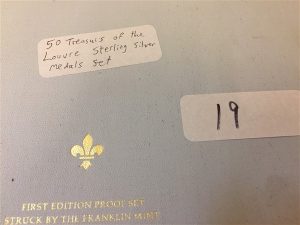 50 Treasures of the
Louvre Sterling Silver
medals set
19
FIRST EDITION PROOF SET
STRUCK BY THE FRANKLIN MINT